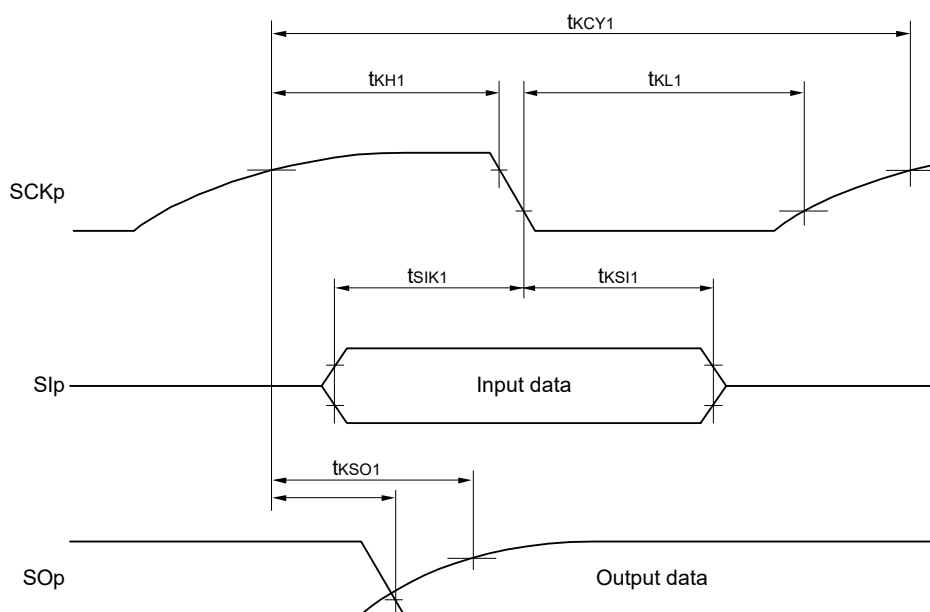 tKCY1
tKH1
tKL1
SCKp
tSIK1
tKSI1
SIp
Input data
tKSO1
SOp
Output data